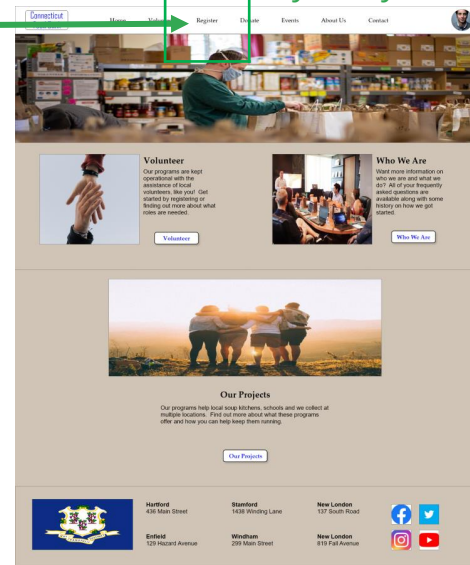 Connecticut
Home
Register
Donate
Events
About Us
Contact
Volunteer
Our programs are kept
operational with the
assistance of local
volunteers, like you! Get
started by registering or
finding out more about what
roles are needed.
Volunteer
Who We Are
Want more information on
who we are and what we
do? All of your frequently
asked questions are
available along with some
history on how we got
started.
Who We Are
Our Projects
Our programs help local soup kitchens, schools and we collect at
multiple locations. Find out more about what these programs
offer and how you can help keep them running.
Our Projects
Hartford
436 Main Street
Stamford
1438 Winding Lane
New London
137 South Road
Enfield
129 Hazard Avenue
Windham
299 Main Street
New London
819 Fall Avenue